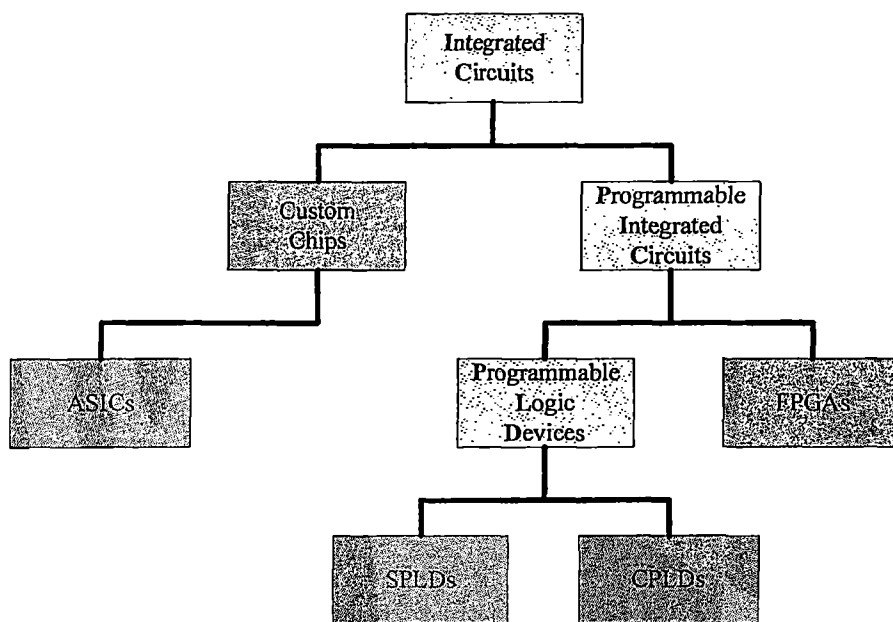 Integrated
Circuits
Custom
Chips
Programmable
Integrated
Circuits
ASICs
Programmable
Logic
Devices
FPGAs
SPLDs
CPLDs